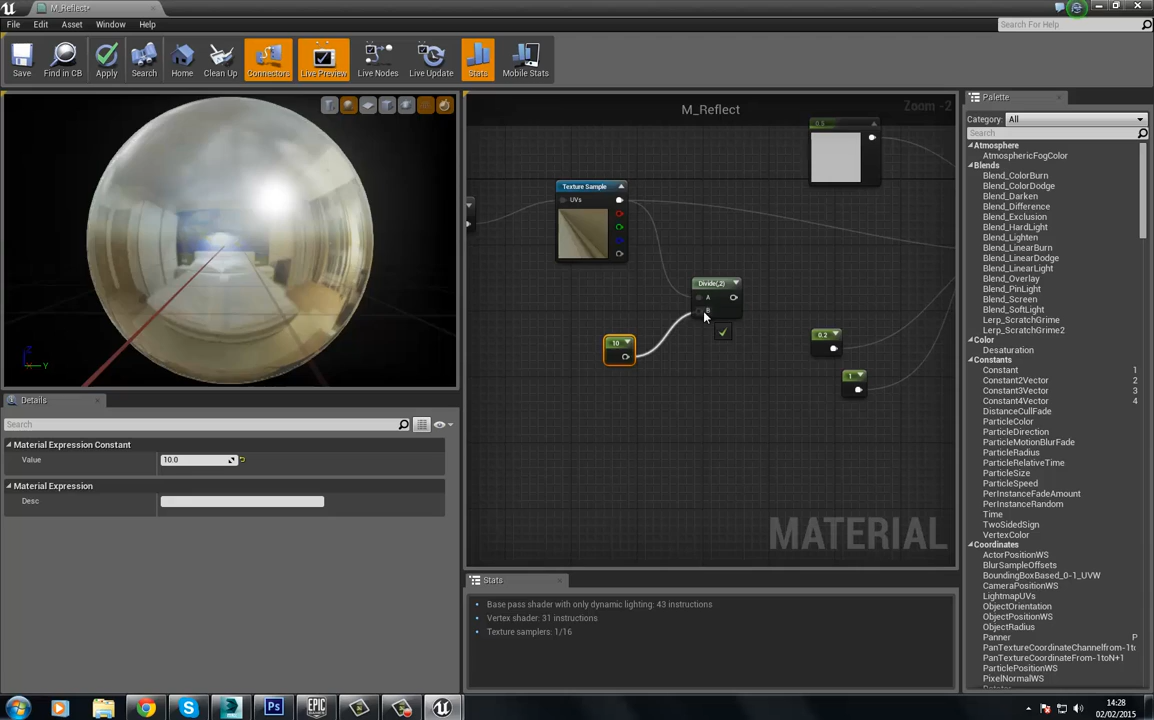 M_Reflect*
File Edit Asset Window Help
Search For Help
Save Find in CB Apply Search Home Clean Up Connectors Live Preview Live Nodes Live Update Stats Mobile Stats
M_Reflect
Zoom -2
Palette
Category: All
Search
Atmosphere
AtmosphericFogColor
Blends
Blend_ColorBurn
Blend_ColorDodge
Blend_Darken
Blend_Difference
Blend_Exclusion
Blend_HardLight
Blend_Lighten
Blend_LinearBurn
Blend_LinearDodge
Blend_LinearLight
Blend_Overlay
Blend_PinLight
Blend_Screen
Blend_SoftLight
Lerp_ScratchGrime
Lerp_ScratchGrime2
Color
Desaturation
Constants
Constant 1
Constant2Vector 2
Constant3Vector 3
Constant4Vector 4
DistanceCullFade
ParticleColor
ParticleDirection
ParticleMotionBlurFade
ParticleRadius
ParticleRelativeTime
ParticleSize
ParticleSpeed
PerInstanceFadeAmount
PerInstanceRandom
Time
TwoSidedSign
VertexColor
Coordinates
ActorPositionWS
BlurSampleOffsets
BoundingBoxBased_0-1_UVW
CameraPositionWS
LightmapUVs
ObjectOrientation
ObjectPositionWS
ObjectRadius
Panner P
PanTextureCoordinateChannelfrom-1to
PanTextureCoordinateFrom-1toN+1
ParticlePositionWS
PixelNormalWS
Texture Sample
UVs
Divide(,2)
A
B
10
0.2
1
MATERIAL
Z
Y
Details
Search
Material Expression Constant
Value 10.0
Material Expression
Desc
Stats
Base pass shader with only dynamic lighting: 43 instructions
Vertex shader: 31 instructions
Texture samplers: 1/16
14:28
02/02/2015